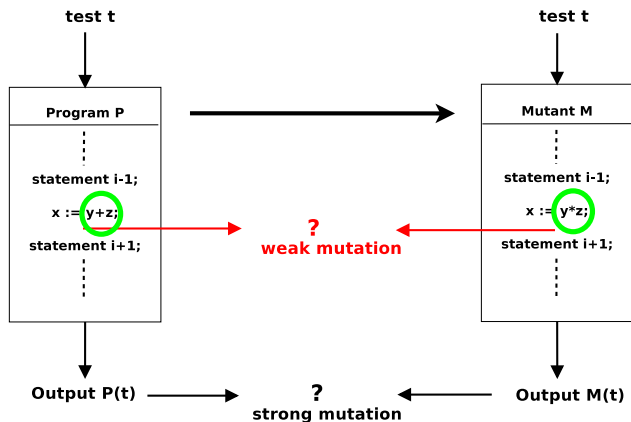 test t
test t
Program P
Mutant M
statement i-1;
x := y+z;
statement i+1;
statement i-1;
x := y*z;
statement i+1;
?
weak mutation
Output P(t)
?
strong mutation
Output M(t)